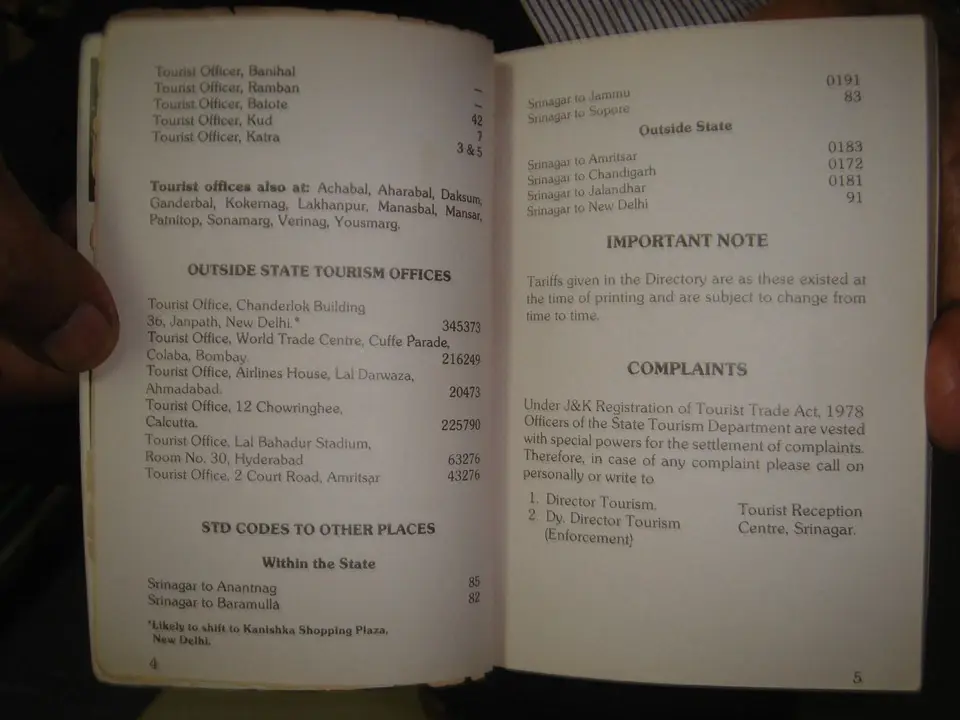 Tourist Officer, Banihal –
Tourist Officer, Ramban –
Tourist Officer, Batote 42
Tourist Officer, Kud 7
Tourist Officer, Katra 3 & 5
Tourist offices also at: Achabal, Aharabal, Daksum,
Ganderbal, Kokernag, Lakhanpur, Manasbal, Mansar,
Patnitop, Sonamarg, Verinag, Yousmarg.
OUTSIDE STATE TOURISM OFFICES
Tourist Office, Chanderlok Building
36, Janpath, New Delhi.* 345373
Tourist Office, World Trade Centre, Cuffe Parade,
Colaba, Bombay. 216249
Tourist Office, Airlines House, Lal Darwaza,
Ahmadabad. 20473
Tourist Office, 12 Chowringhee,
Calcutta. 225790
Tourist Office, Lal Bahadur Stadium,
Room No. 30, Hyderabad 63276
Tourist Office, 2 Court Road, Amritsar 43276
STD CODES TO OTHER PLACES
Within the State
Srinagar to Anantnag 85
Srinagar to Baramulla 82
*Likely to shift to Kanishka Shopping Plaza,
New Delhi.
4
Srinagar to Jammu 0191
Srinagar to Sopore 83
Outside State
Srinagar to Amritsar 0183
Srinagar to Chandigarh 0172
Srinagar to Jalandhar 0181
Srinagar to New Delhi 91
IMPORTANT NOTE
Tariffs given in the Directory are as these existed at
the time of printing and are subject to change from
time to time.
COMPLAINTS
Under J&K Registration of Tourist Trade Act, 1978
Officers of the State Tourism Department are vested
with special powers for the settlement of complaints.
Therefore, in case of any complaint please call on
personally or write to
1. Director Tourism. Tourist Reception
2. Dy. Director Tourism Centre, Srinagar.
(Enforcement)
5